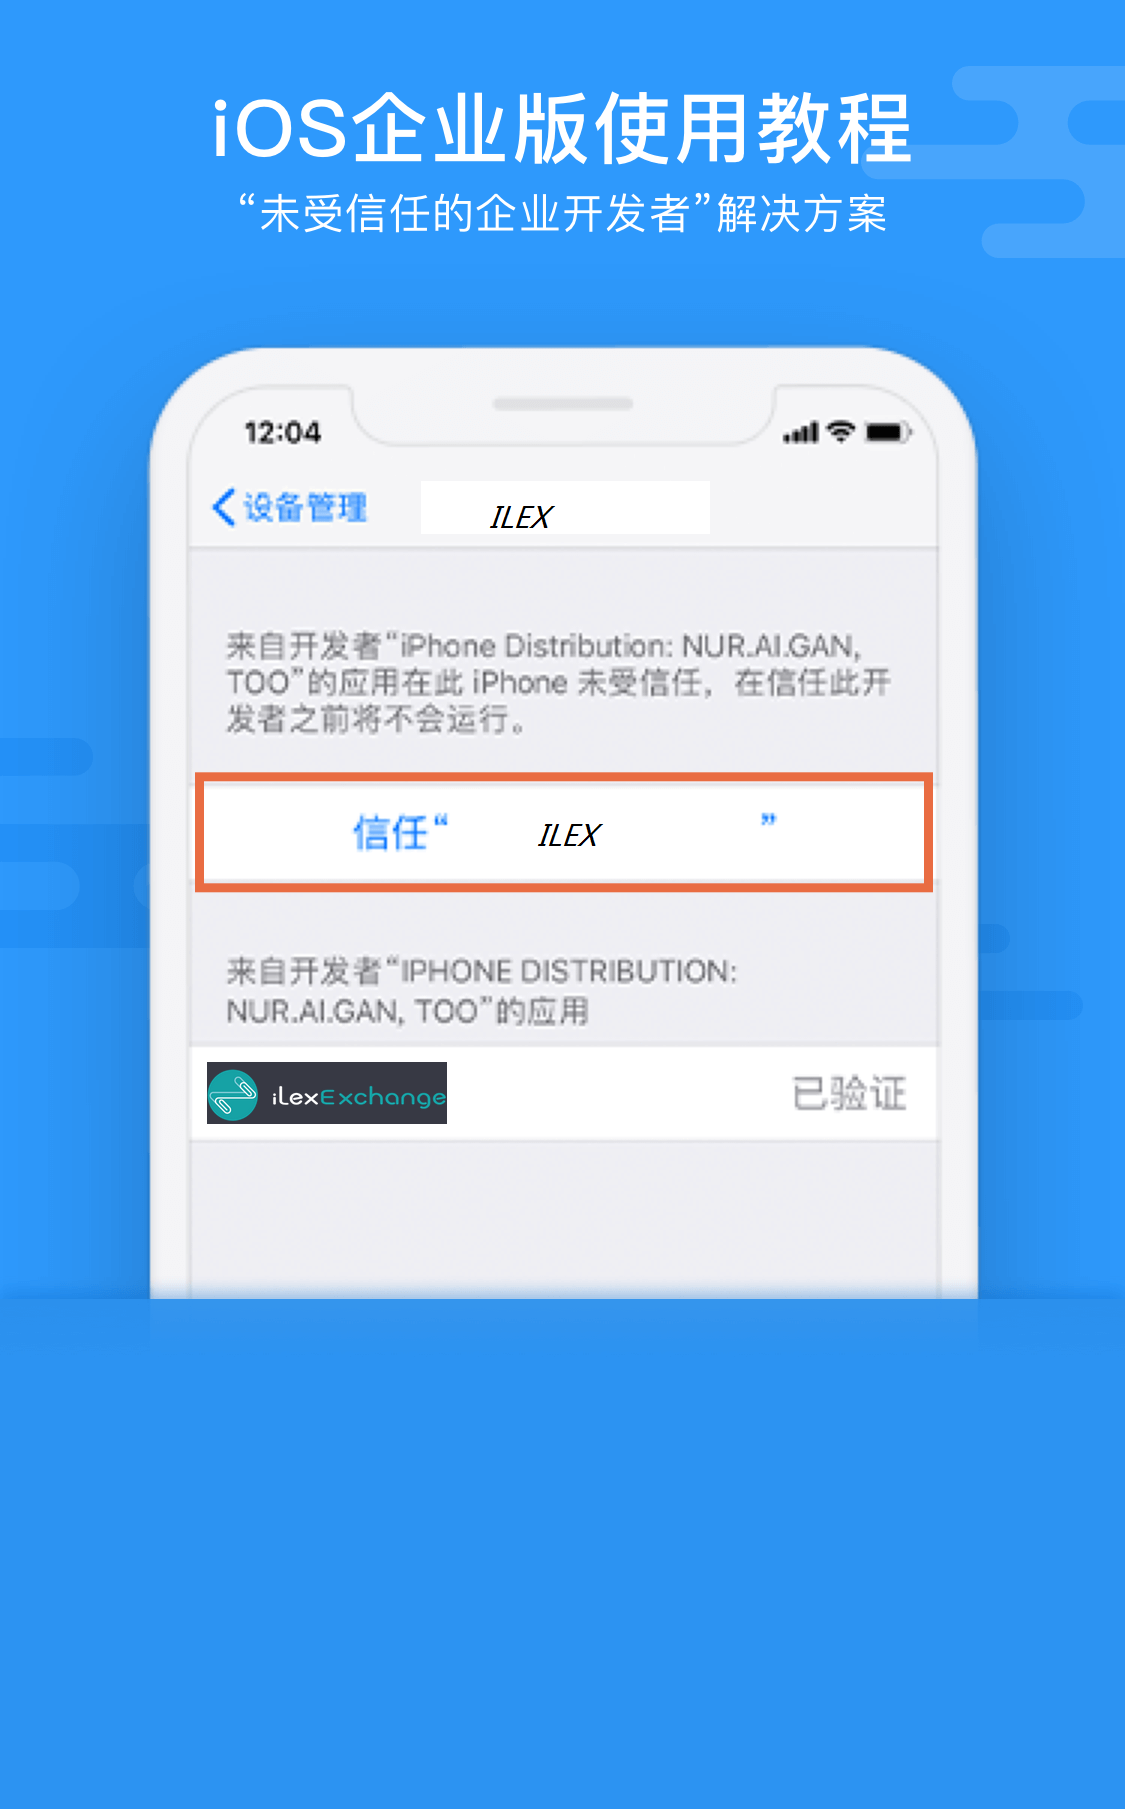 iOS企业版使用教程
“未受信任的企业开发者”解决方案
12:04
设备管理
ILEX
来自开发者“iPhone Distribution: NUR.AI.GAN,
TOO”的应用在此 iPhone 未受信任，在信任此开
发者之前将不会运行。
信任“ ILEX ”
来自开发者“IPHONE DISTRIBUTION:
NUR.AI.GAN, TOO”的应用
iLexExchange
已验证